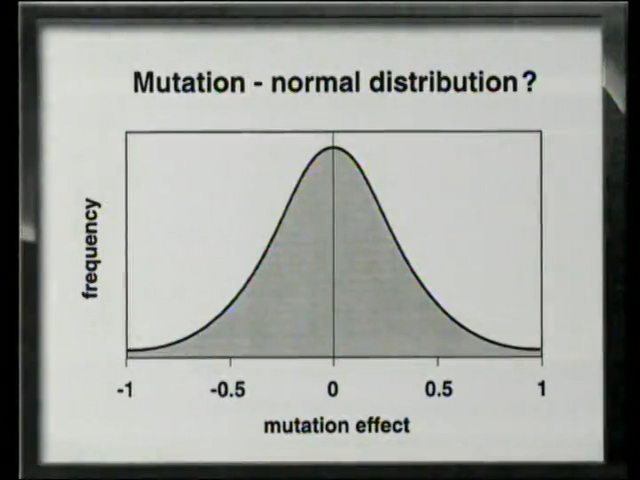 Mutation - normal distribution?
frequency
-1
-0.5
0
0.5
1
mutation effect